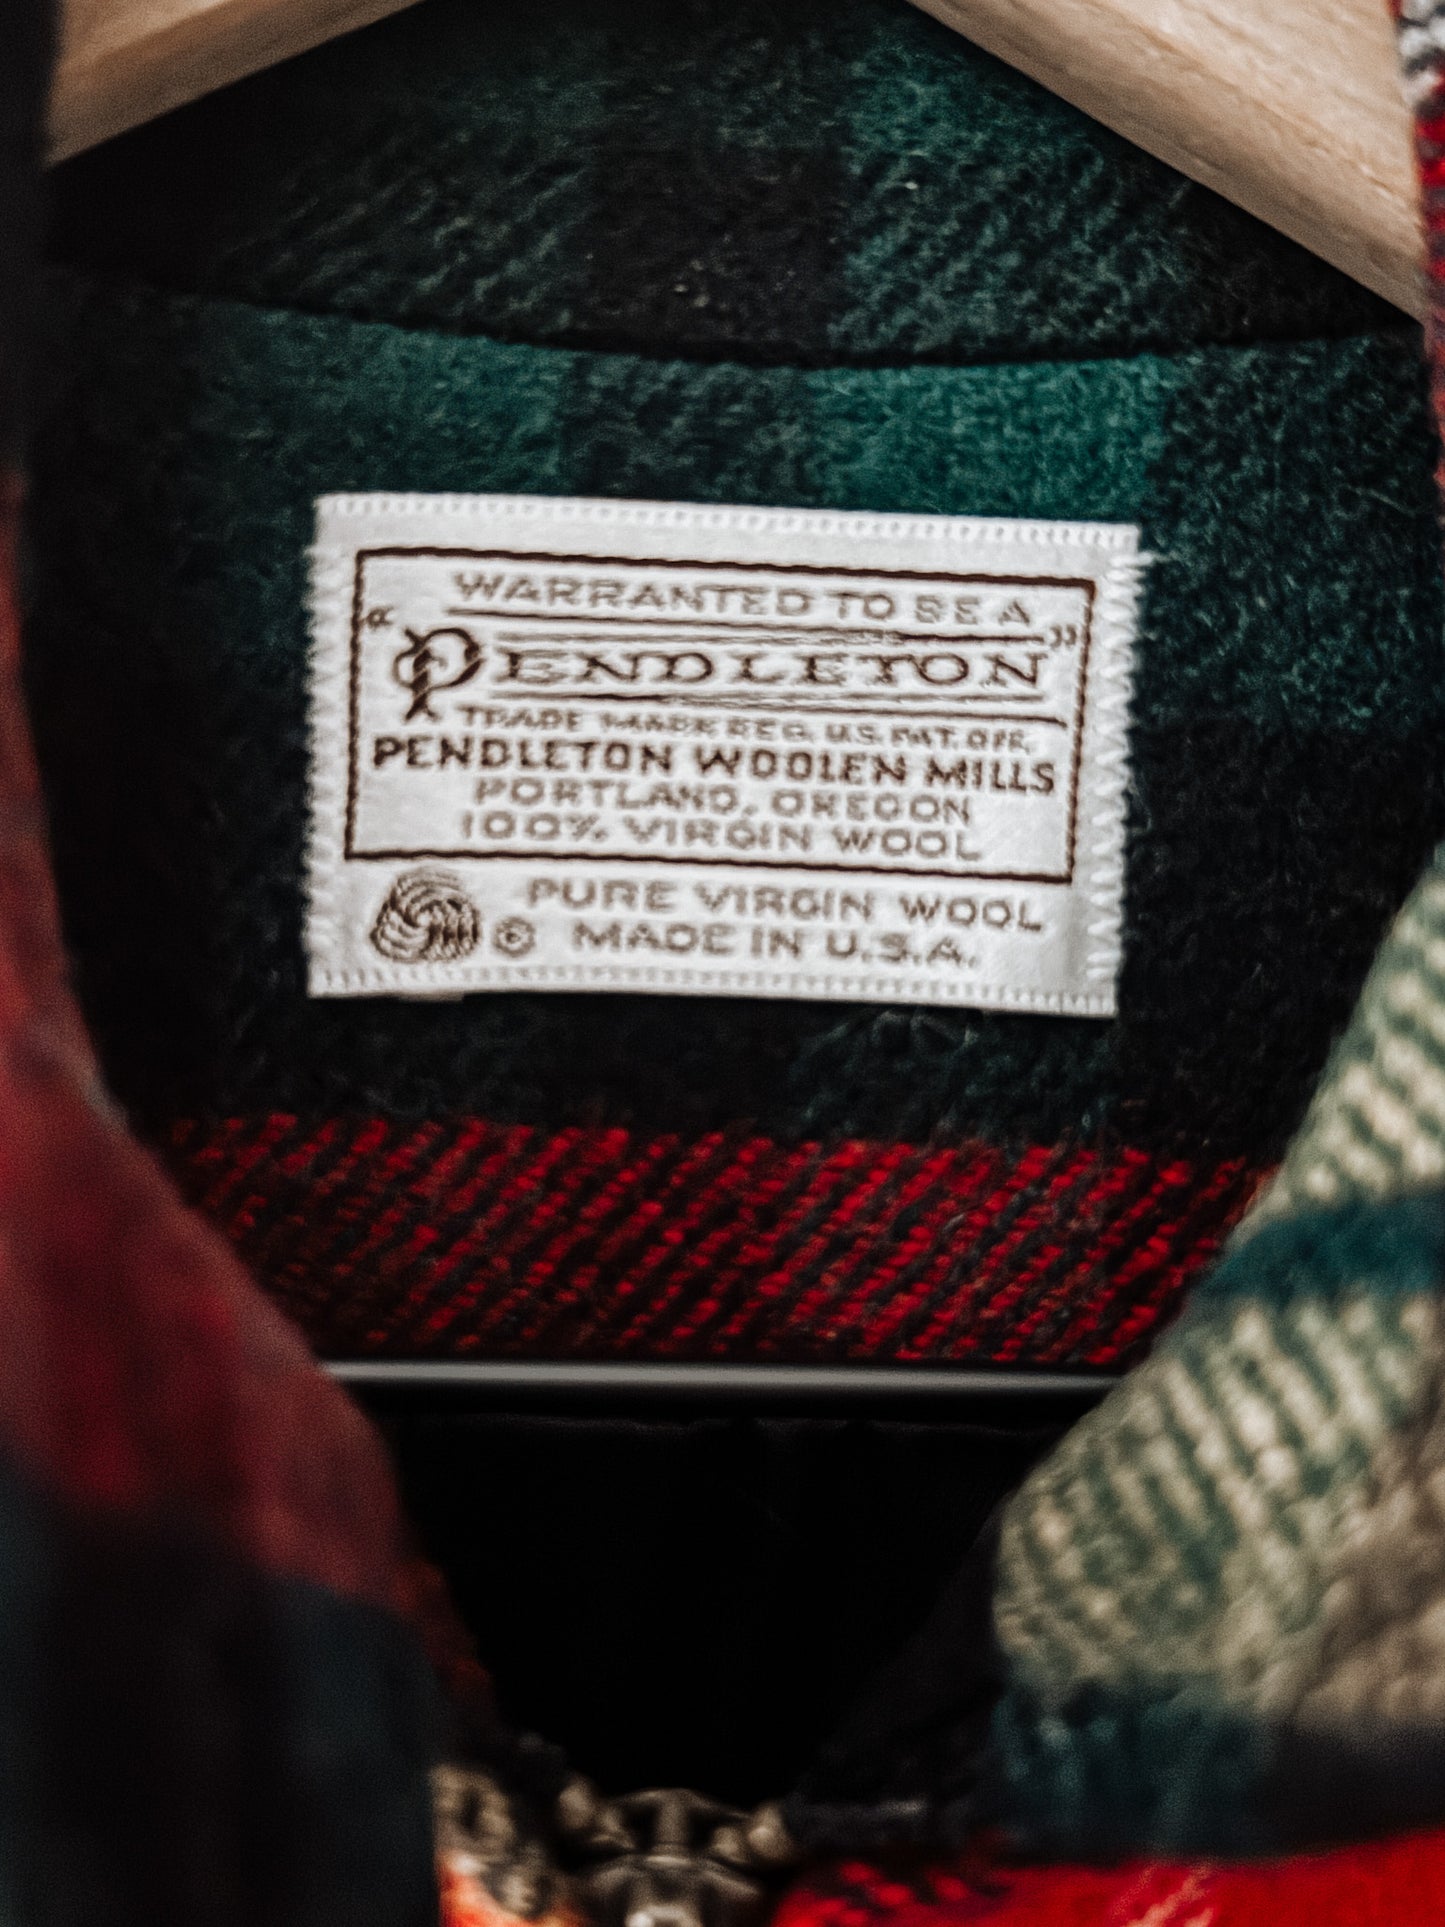 WARRANTED TO BE A
"PENDLETON"
TRADE MARK REG. U.S. PAT. OFF.
PENDLETON WOOLEN MILLS
PORTLAND, OREGON
100% VIRGIN WOOL
PURE VIRGIN WOOL
© MADE IN U.S.A.